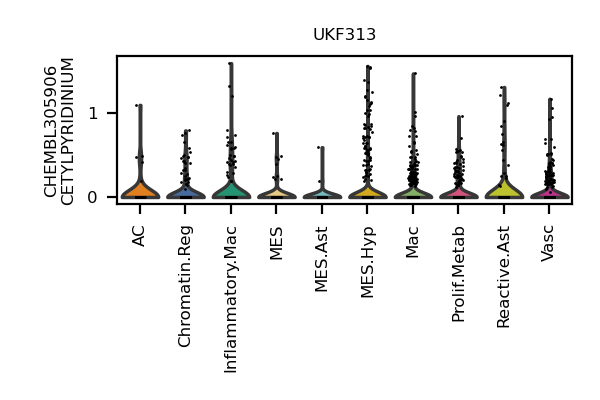 UKF313
CHEMBL305906
CETYLPYRIDINIUM
1
0
AC
Chromatin.Reg
Inflammatory.Mac
MES
MES.Ast
MES.Hyp
Mac
Prolif.Metab
Reactive.Ast
Vasc